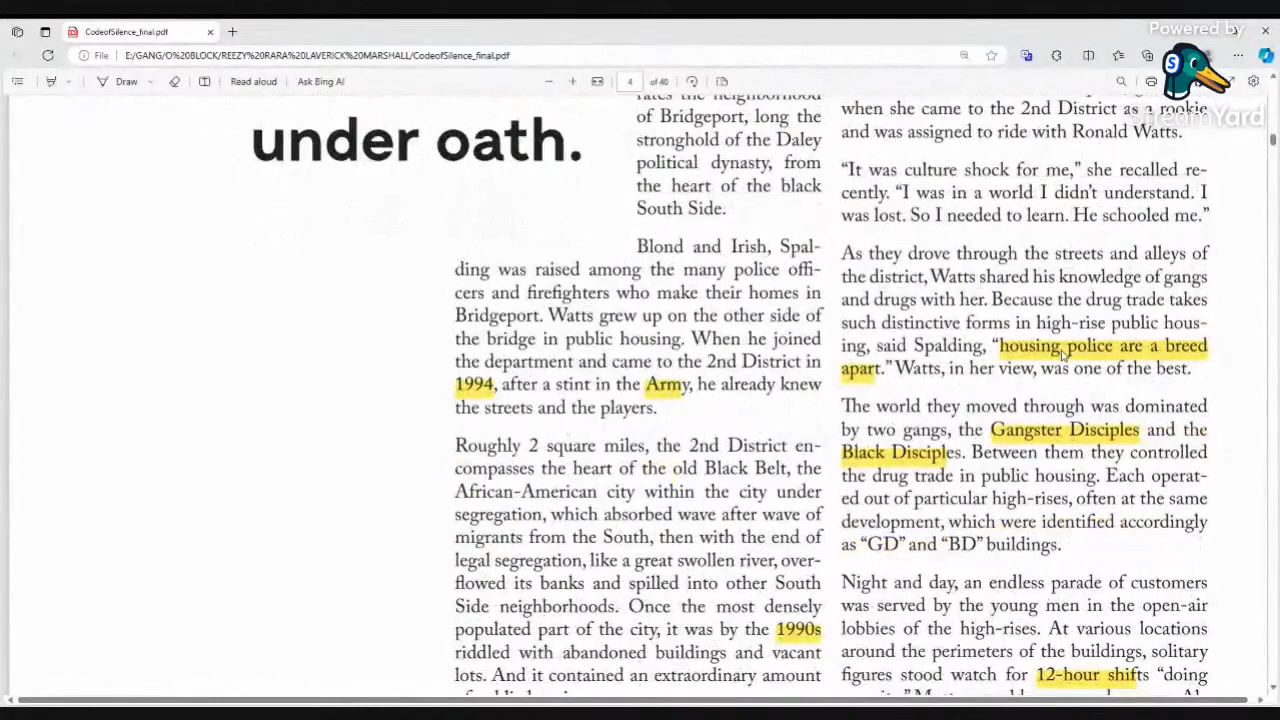 Powered by
StreamYard
CodeofSilence_final.pdf
File
E:/GANG/O%20BLOCK/REEZY%20RARA%20LAVERICK%20MARSHALL/CodeofSilence_final.pdf
Draw
Read aloud
Ask Bing AI
4
of 40
under oath.
rates the neighborhood
of Bridgeport, long the
stronghold of the Daley
political dynasty, from
the heart of the black
South Side.
Blond and Irish, Spal-
ding was raised among the many police offi-
cers and firefighters who make their homes in
Bridgeport. Watts grew up on the other side of
the bridge in public housing. When he joined
the department and came to the 2nd District in
1994, after a stint in the Army, he already knew
the streets and the players.
Roughly 2 square miles, the 2nd District en-
compasses the heart of the old Black Belt, the
African-American city within the city under
segregation, which absorbed wave after wave of
migrants from the South, then with the end of
legal segregation, like a great swollen river, over-
flowed its banks and spilled into other South
Side neighborhoods. Once the most densely
populated part of the city, it was by the 1990s
riddled with abandoned buildings and vacant
lots. And it contained an extraordinary amount
when she came to the 2nd District as a rookie
and was assigned to ride with Ronald Watts.
“It was culture shock for me,” she recalled re-
cently. “I was in a world I didn’t understand. I
was lost. So I needed to learn. He schooled me.”
As they drove through the streets and alleys of
the district, Watts shared his knowledge of gangs
and drugs with her. Because the drug trade takes
such distinctive forms in high-rise public hous-
ing, said Spalding, “housing police are a breed
apart.” Watts, in her view, was one of the best.
The world they moved through was dominated
by two gangs, the Gangster Disciples and the
Black Disciples. Between them they controlled
the drug trade in public housing. Each operat-
ed out of particular high-rises, often at the same
development, which were identified accordingly
as “GD” and “BD” buildings.
Night and day, an endless parade of customers
was served by the young men in the open-air
lobbies of the high-rises. At various locations
around the perimeters of the buildings, solitary
figures stood watch for 12-hour shifts “doing